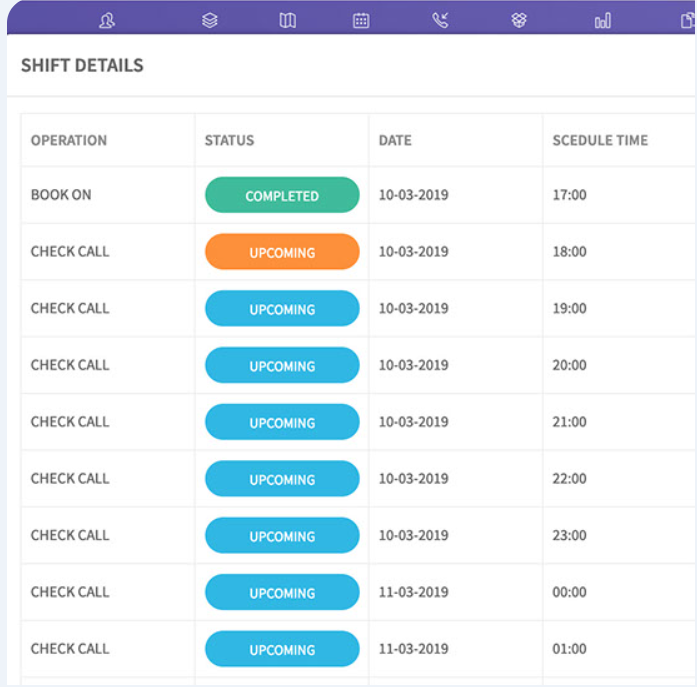 SHIFT DETAILS
OPERATION STATUS DATE SCEDULE TIME
BOOK ON COMPLETED 10-03-2019 17:00
CHECK CALL UPCOMING 10-03-2019 18:00
CHECK CALL UPCOMING 10-03-2019 19:00
CHECK CALL UPCOMING 10-03-2019 20:00
CHECK CALL UPCOMING 10-03-2019 21:00
CHECK CALL UPCOMING 10-03-2019 22:00
CHECK CALL UPCOMING 10-03-2019 23:00
CHECK CALL UPCOMING 11-03-2019 00:00
CHECK CALL UPCOMING 11-03-2019 01:00